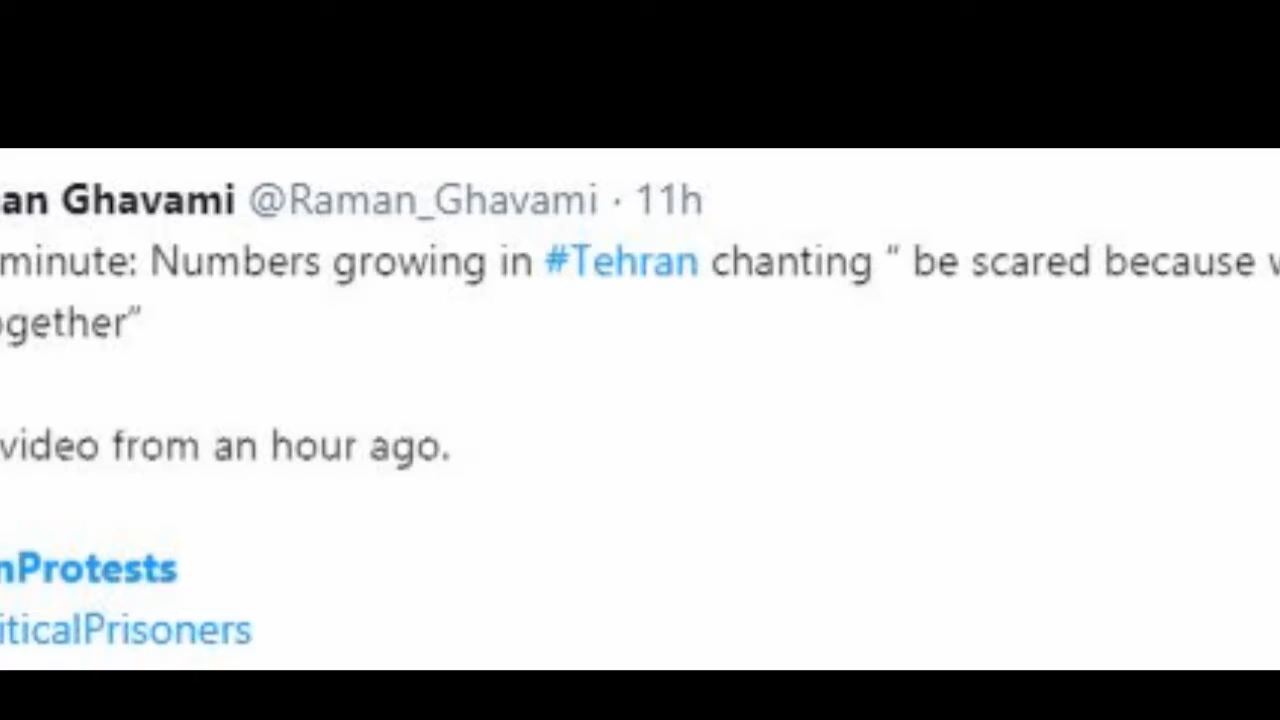 an Ghavami @Raman_Ghavami · 11h
minute: Numbers growing in #Tehran chanting “ be scared because w
ogether”
video from an hour ago.
nProtests
iticalPrisoners